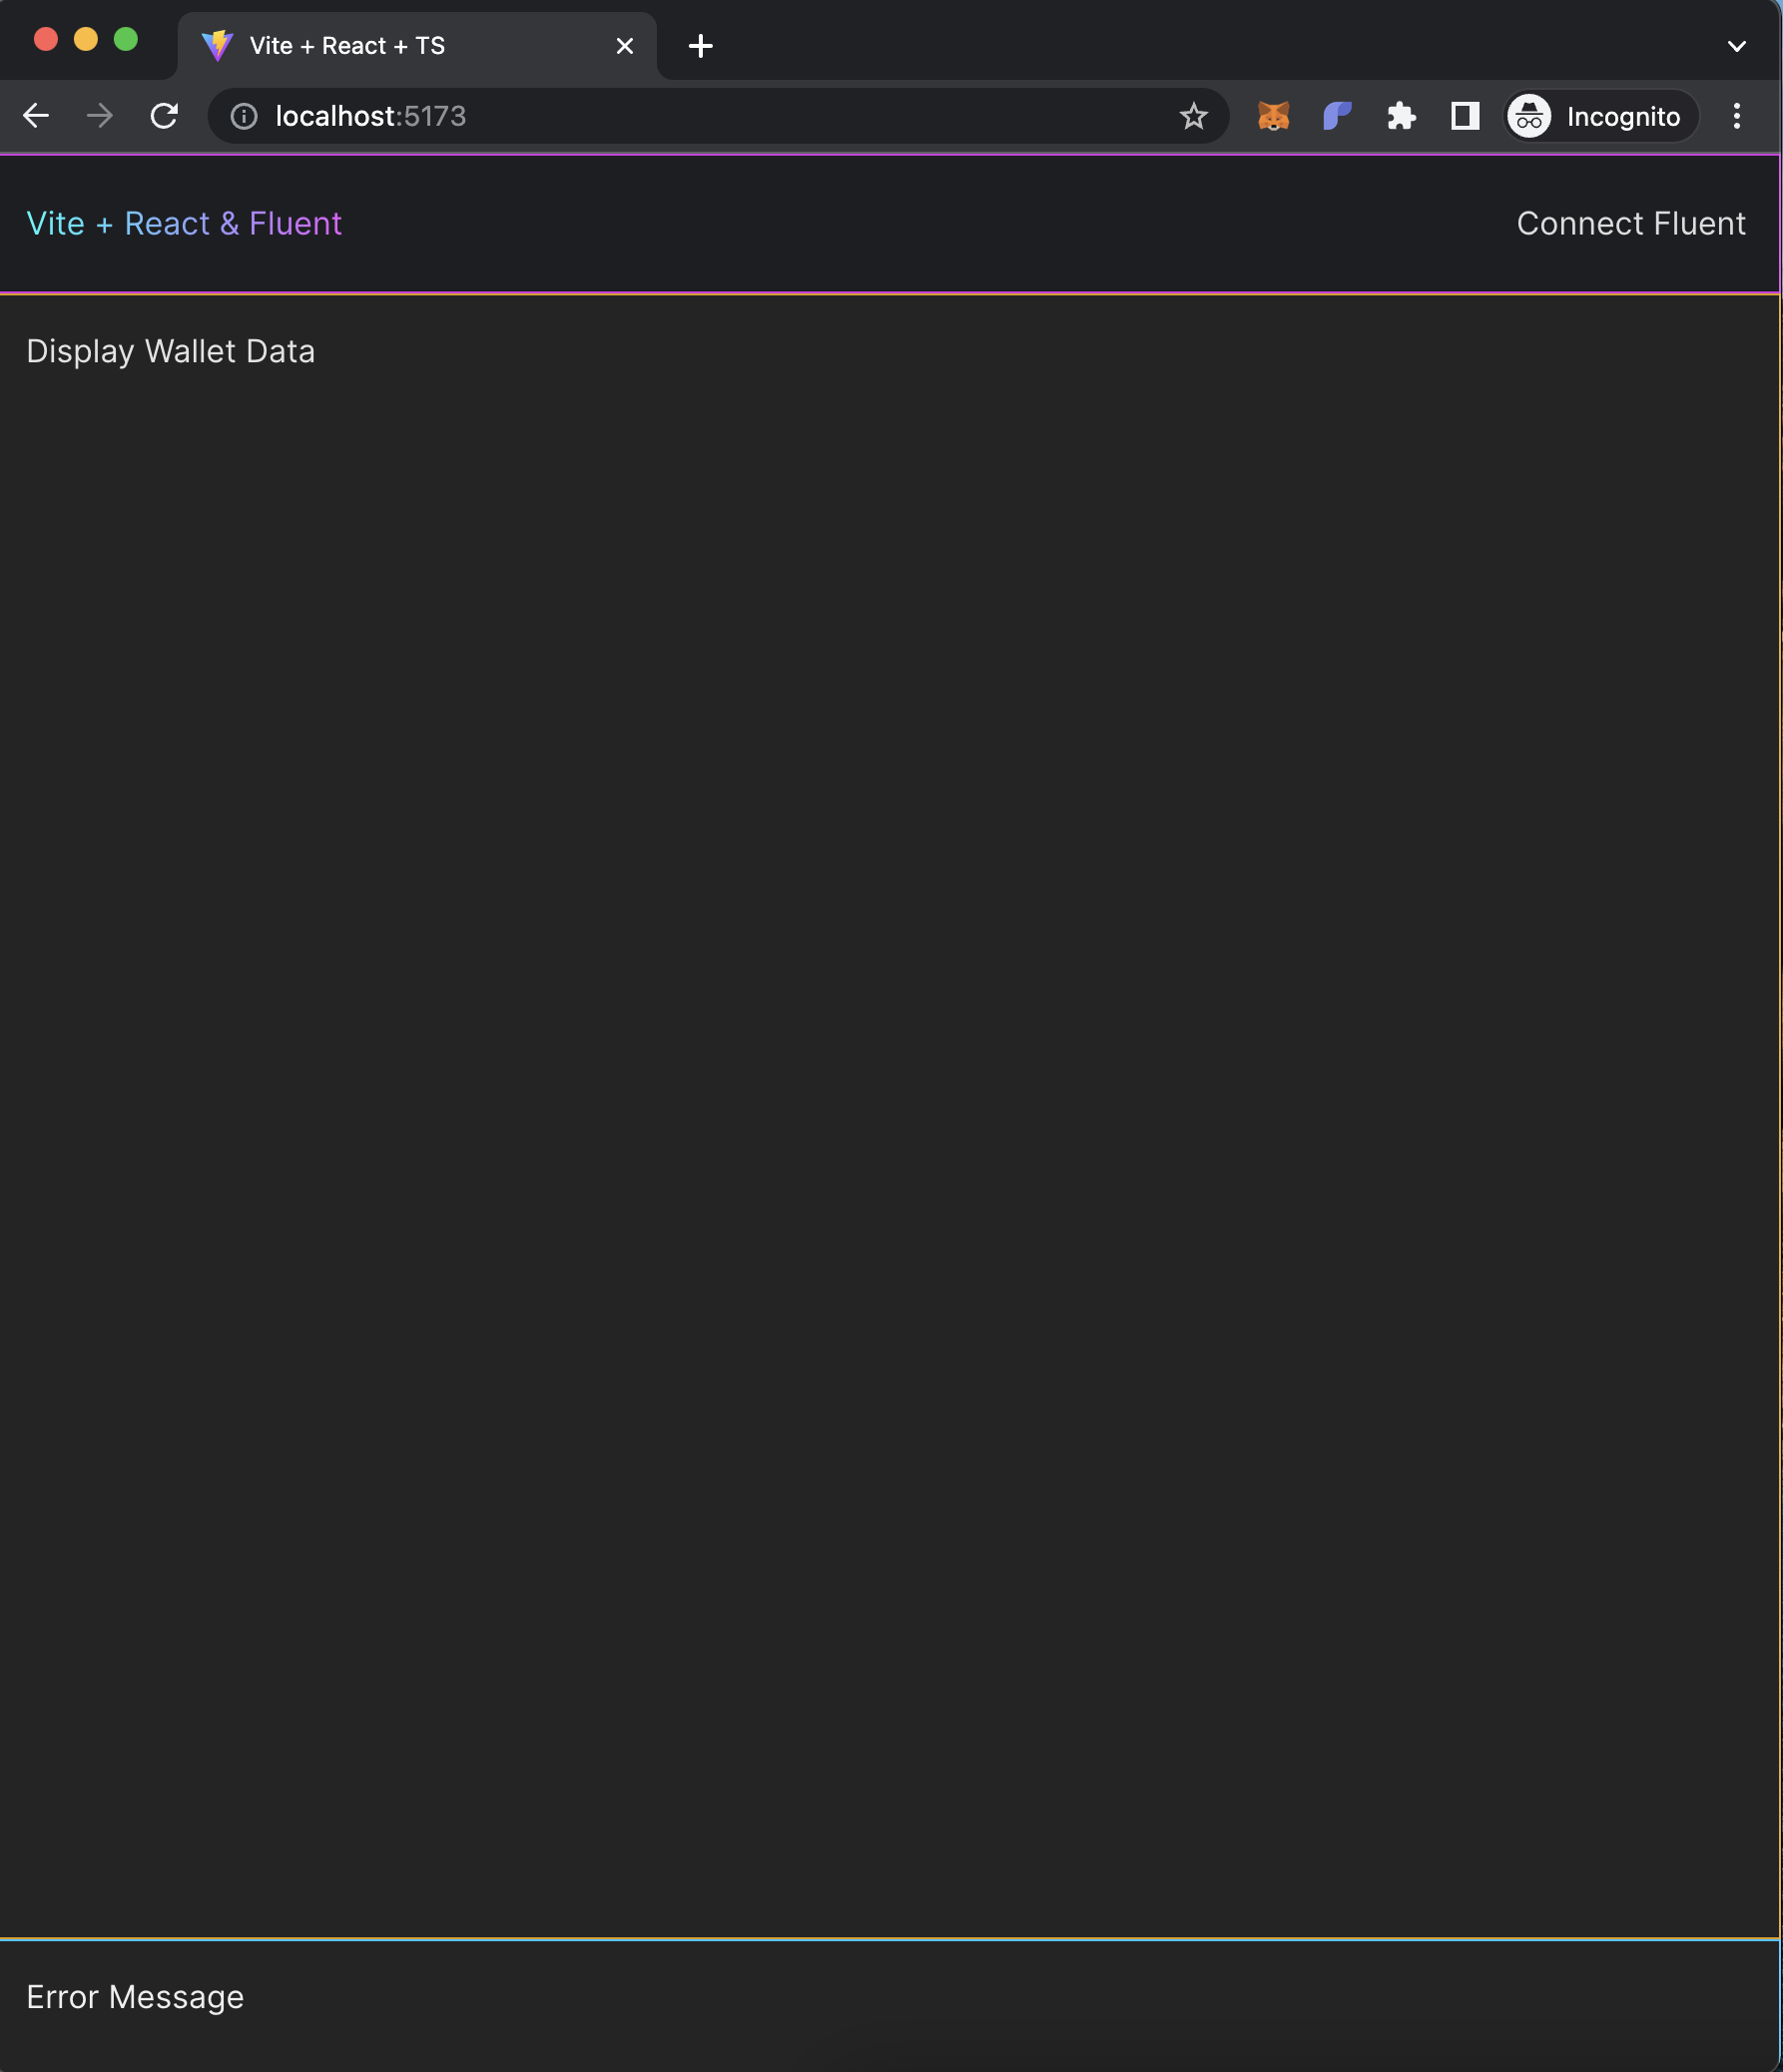 Vite + React + TS
localhost:5173
Incognito
Vite + React & Fluent
Connect Fluent
Display Wallet Data
Error Message